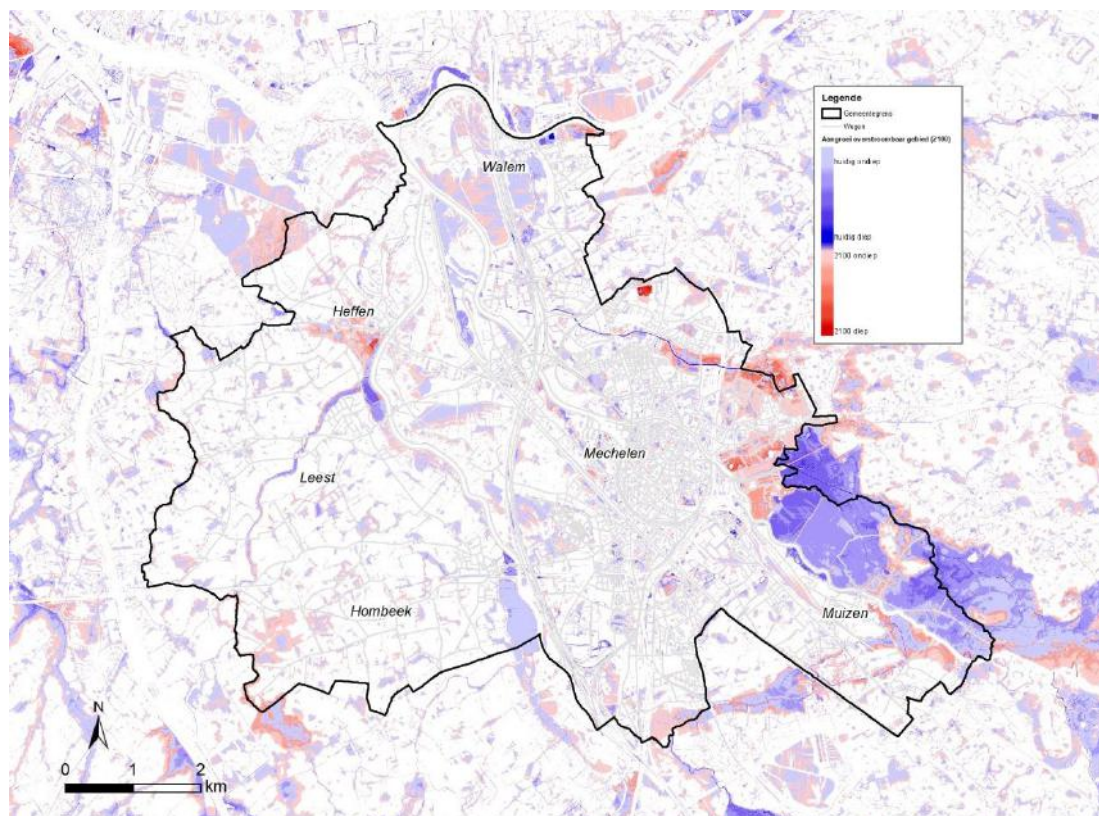 Legende
Gemeentegrens
Wegen
Aangroei overstroombaar gebied (2100)
huidig ondiep
huidig diep
2100 ondiep
2100 diep
Walem
Heffen
Leest
Mechelen
Hombeek
Muizen
N
0 1 2
km